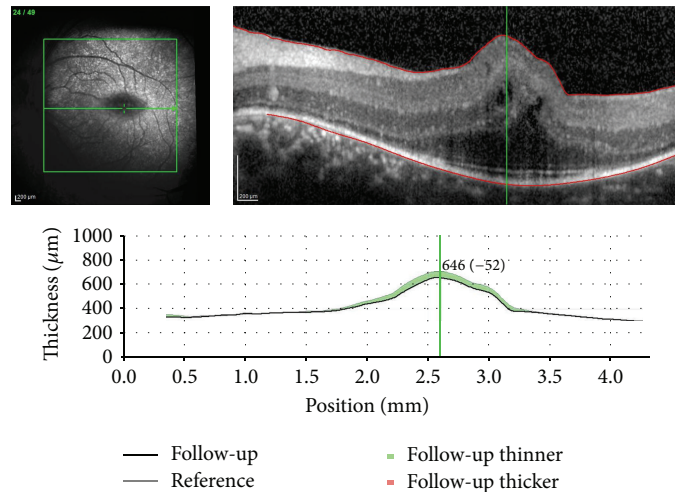 24 / 49
200 µm
200 µm
1000
800
600
400
200
0
646 (−52)
Thickness (µm)
0.0 0.5 1.0 1.5 2.0 2.5 3.0 3.5 4.0
Position (mm)
Follow-up
Reference
Follow-up thinner
Follow-up thicker